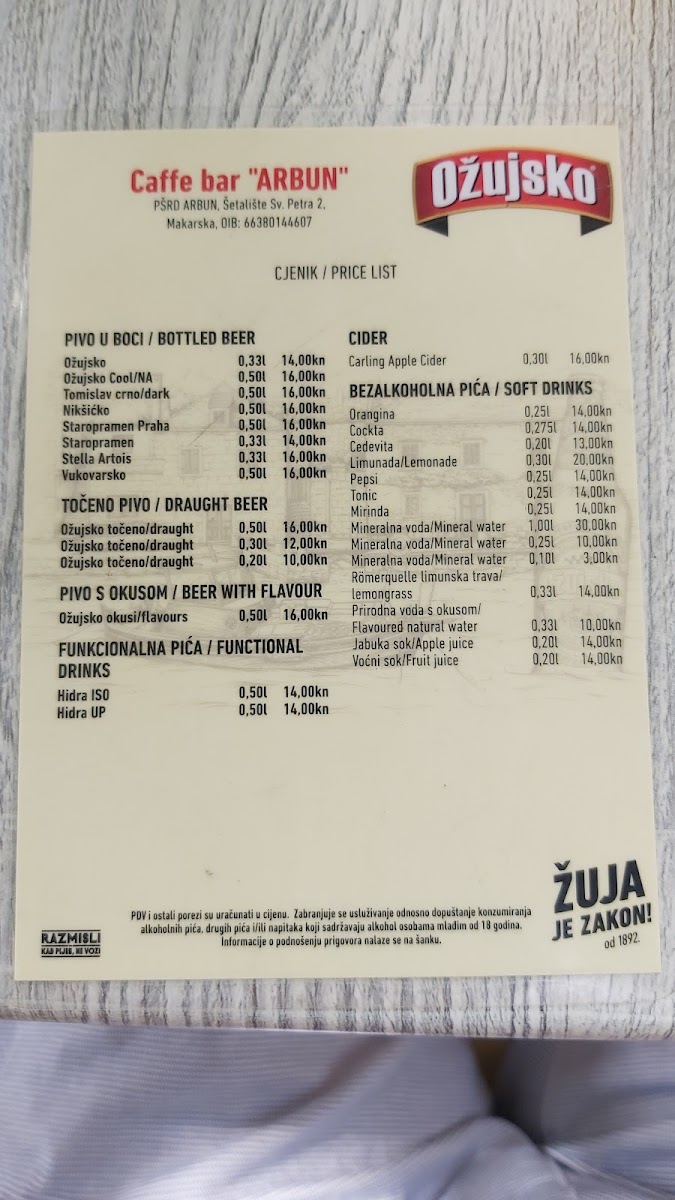 Caffe bar "ARBUN"
PŠRD ARBUN, Šetalište Sv. Petra 2,
Makarska, OIB: 66380144607
Ožujsko
CJENIK / PRICE LIST
PIVO U BOCI / BOTTLED BEER
Ožujsko 0,33l 14,00kn
Ožujsko Cool/NA 0,50l 16,00kn
Tomislav crno/dark 0,50l 16,00kn
Nikšićko 0,50l 16,00kn
Staropramen Praha 0,50l 16,00kn
Staropramen 0,33l 14,00kn
Stella Artois 0,33l 16,00kn
Vukovarsko 0,50l 16,00kn
TOČENO PIVO / DRAUGHT BEER
Ožujsko točeno/draught 0,50l 16,00kn
Ožujsko točeno/draught 0,30l 12,00kn
Ožujsko točeno/draught 0,20l 10,00kn
PIVO S OKUSOM / BEER WITH FLAVOUR
Ožujsko okusi/flavours 0,50l 16,00kn
FUNKCIONALNA PIĆA / FUNCTIONAL
DRINKS
Hidra ISO 0,50l 14,00kn
Hidra UP 0,50l 14,00kn
CIDER
Carling Apple Cider 0,30l 16,00kn
BEZALKOHOLNA PIĆA / SOFT DRINKS
Orangina 0,25l 14,00kn
Cockta 0,275l 14,00kn
Cedevita 0,20l 13,00kn
Limunada/Lemonade 0,30l 20,00kn
Pepsi 0,25l 14,00kn
Tonic 0,25l 14,00kn
Mirinda 0,25l 14,00kn
Mineralna voda/Mineral water 1,00l 30,00kn
Mineralna voda/Mineral water 0,25l 10,00kn
Mineralna voda/Mineral water 0,10l 3,00kn
Römerquelle limunska trava/
lemongrass 0,33l 14,00kn
Prirodna voda s okusom/
Flavoured natural water 0,33l 10,00kn
Jabuka sok/Apple juice 0,20l 14,00kn
Voćni sok/Fruit juice 0,20l 14,00kn
RAZMISLI
KAD PIJEŠ, NE VOZI
PDV i ostali porezi su uračunati u cijenu. Zabranjuje se usluživanje odnosno dopuštanje konzumiranja
alkoholnih pića, drugih pića i/ili napitaka koji sadržavaju alkohol osobama mlađim od 18 godina.
Informacije o podnošenju prigovora nalaze se na šanku.
ŽUJA
JE ZAKON!
od 1892.